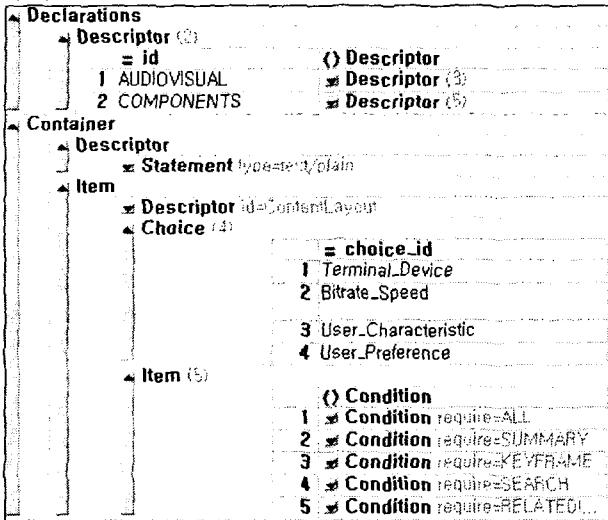 Declarations
Descriptor (2)
= id () Descriptor
1 AUDIOVISUAL Descriptor (3)
2 COMPONENTS Descriptor (5)
Container
Descriptor
Statement type=text/plain
Item
Descriptor id=ContentLayout
Choice (4)
= choice_id
1 Terminal_Device
2 Bitrate_Speed
3 User_Characteristic
4 User_Preference
Item (5)
() Condition
1 Condition require=ALL
2 Condition require=SUMMARY
3 Condition require=KEYFRAME
4 Condition require=SEARCH
5 Condition require=RELATEDI...